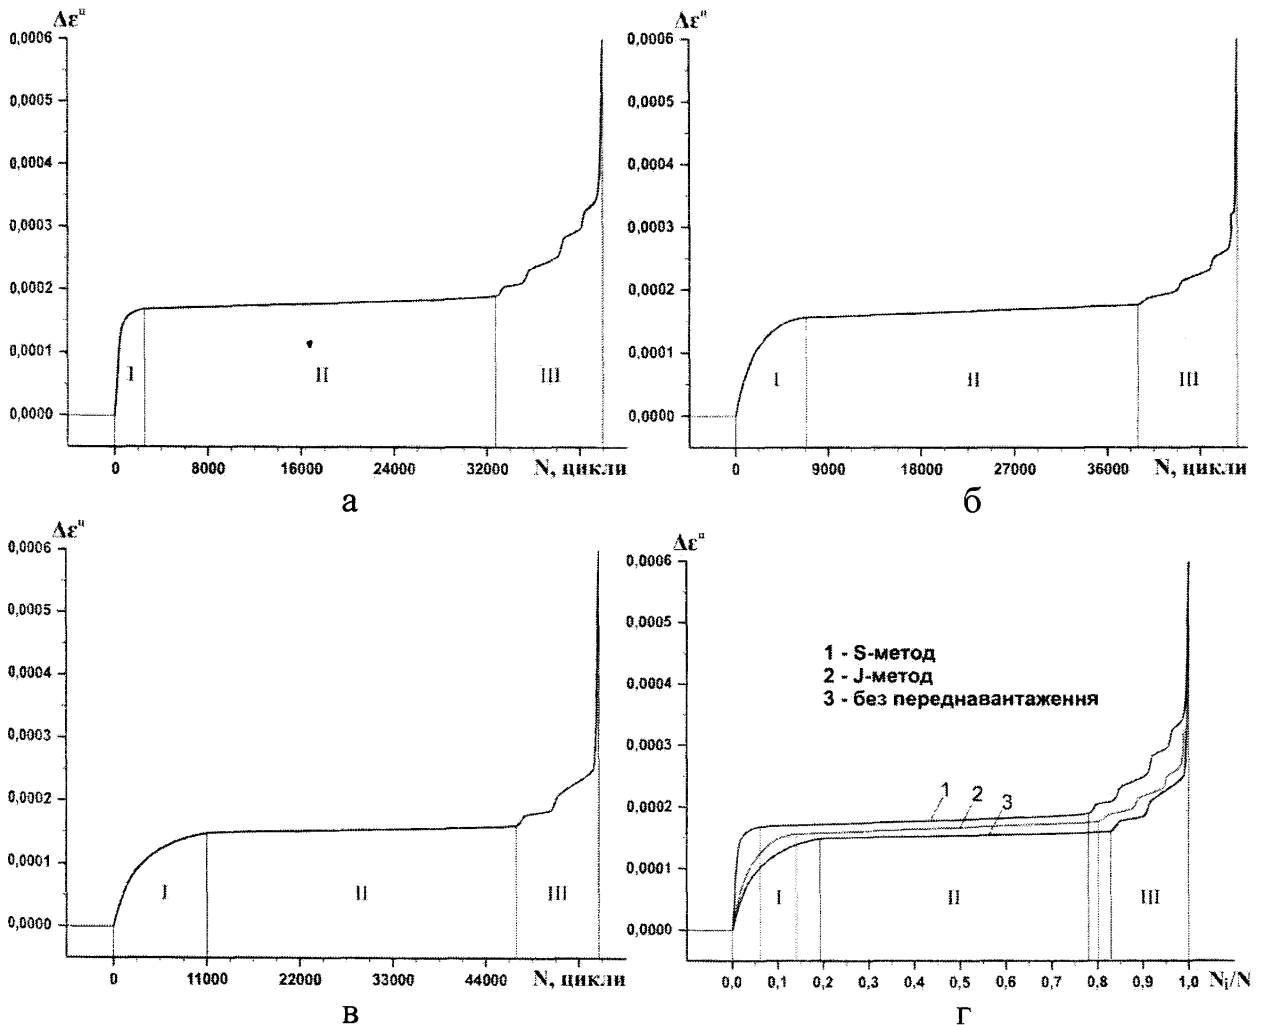 Δεᶣ
0,0006
0,0005
0,0004
0,0003
0,0002
0,0001
0,0000
I
II
III
0 8000 16000 24000 32000 N, цикли
а
Δεᶣ
0,0006
0,0005
0,0004
0,0003
0,0002
0,0001
0,0000
I
II
III
0 9000 18000 27000 36000 N, цикли
б
Δεᶣ
0,0006
0,0005
0,0004
0,0003
0,0002
0,0001
0,0000
I
II
III
0 11000 22000 33000 44000 N, цикли
в
Δεᶣ
0,0006
0,0005
0,0004
0,0003
0,0002
0,0001
0,0000
1 - S-метод
2 - J-метод
3 - без переднавантаження
1
2
3
I
II
III
0,0 0,1 0,2 0,3 0,4 0,5 0,6 0,7 0,8 0,9 1,0 Nᵢ/N
г